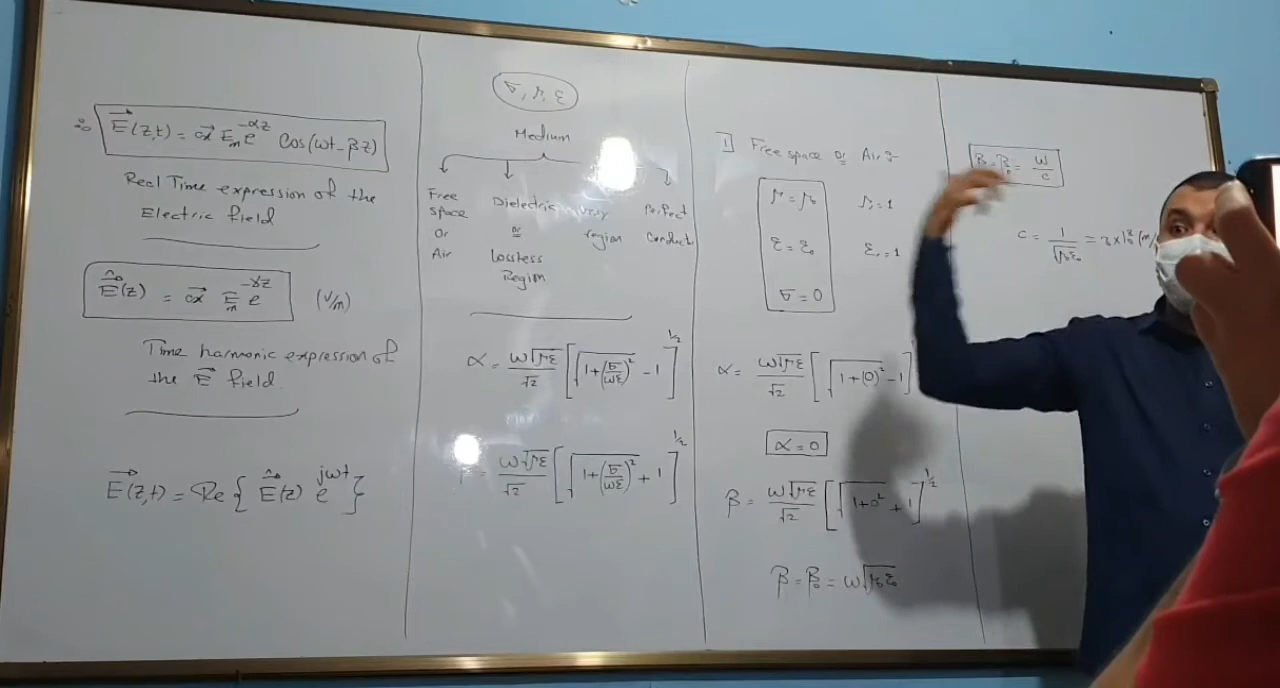 ∴ E⃗(z,t) = a⃗x Em e^-αz Cos(ωt-βz)
Real Time expression of the
Electric field
Ẽ(z) = a⃗x Em e^-γz (V/m)
Time harmonic expression of
the E⃗ field.
E⃗(z,t) = Re { Ẽ(z) e^jωt }
σ, μ, ε
Medium
Free
space
Or
Air
Dielectric
or
Lossless
Region
region
Perfect
Conduct
α = ω√με/√2 [ √1+(σ/ωε)² - 1 ]^1/2
= ω√με/√2 [ √1+(σ/ωε)² + 1 ]^1/2
1 Free space or Air :-
μ = μ₀ μr = 1
ε = ε₀ εr = 1
σ = 0
α = ω√με/√2 [ √1+(0)² - 1 ]
α = 0
β = ω√με/√2 [ √1+0² + 1 ]^1/2
β = β₀ = ω√μ₀ε₀
β = β₀ = ω/c
C = 1/√μ₀ε₀ = 3×10⁸ (m/